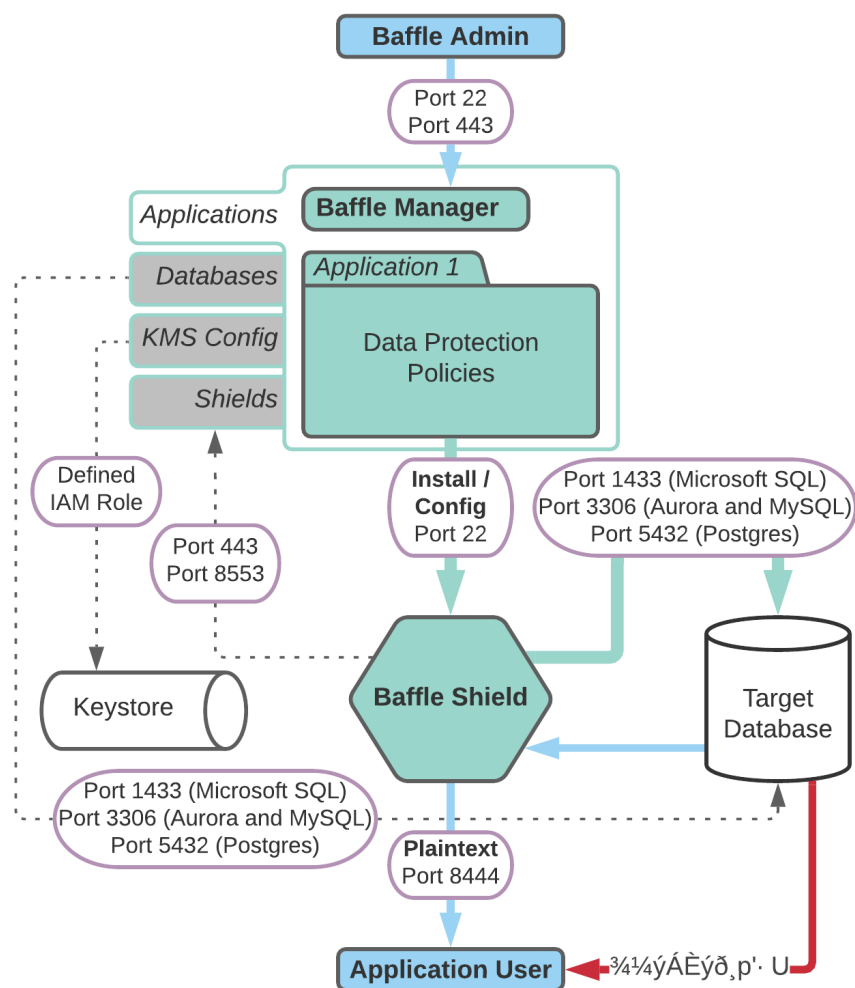 Baffle Admin
Port 22
Port 443
Applications
Baffle Manager
Databases
Application 1
KMS Config
Data Protection
Policies
Shields
Defined
IAM Role
Port 443
Port 8553
Install /
Config
Port 22
Port 1433 (Microsoft SQL)
Port 3306 (Aurora and MySQL)
Port 5432 (Postgres)
Keystore
Baffle Shield
Target
Database
Port 1433 (Microsoft SQL)
Port 3306 (Aurora and MySQL)
Port 5432 (Postgres)
Plaintext
Port 8444
Application User
¾¼ýÁÈýð¸p'· U